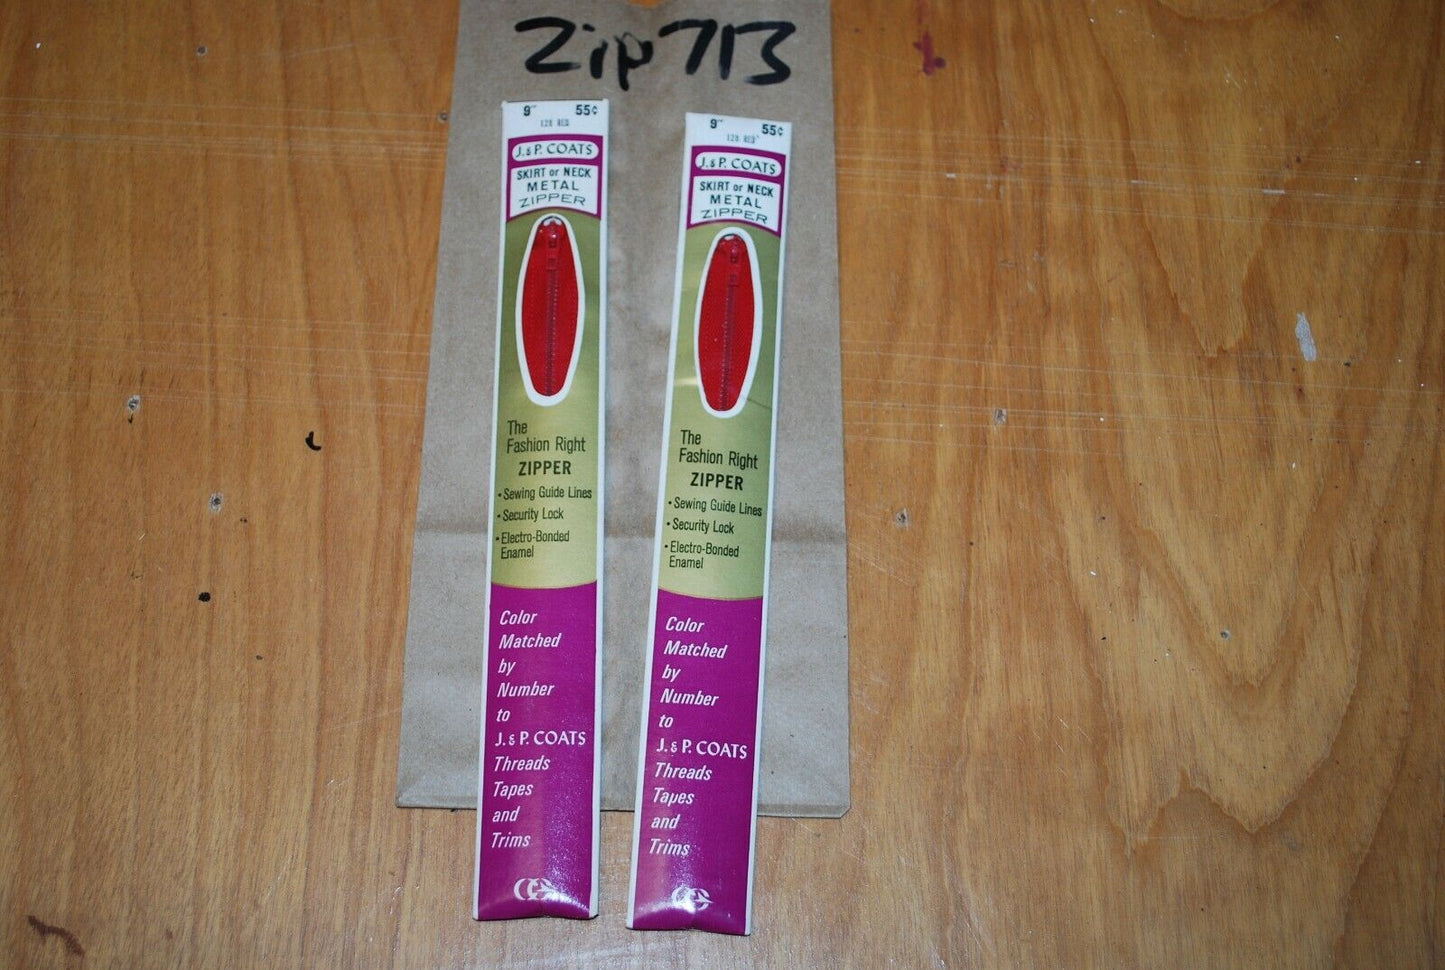 Zip 713
9" 55¢
128 RED
J. & P. COATS
SKIRT or NECK
METAL
ZIPPER
The
Fashion Right
ZIPPER
• Sewing Guide Lines
• Security Lock
• Electro-Bonded
Enamel
Color
Matched
by
Number
to
J. & P. COATS
Threads
Tapes
and
Trims
9" 55¢
128 RED
J. & P. COATS
SKIRT or NECK
METAL
ZIPPER
The
Fashion Right
ZIPPER
• Sewing Guide Lines
• Security Lock
• Electro-Bonded
Enamel
Color
Matched
by
Number
to
J. & P. COATS
Threads
Tapes
and
Trims